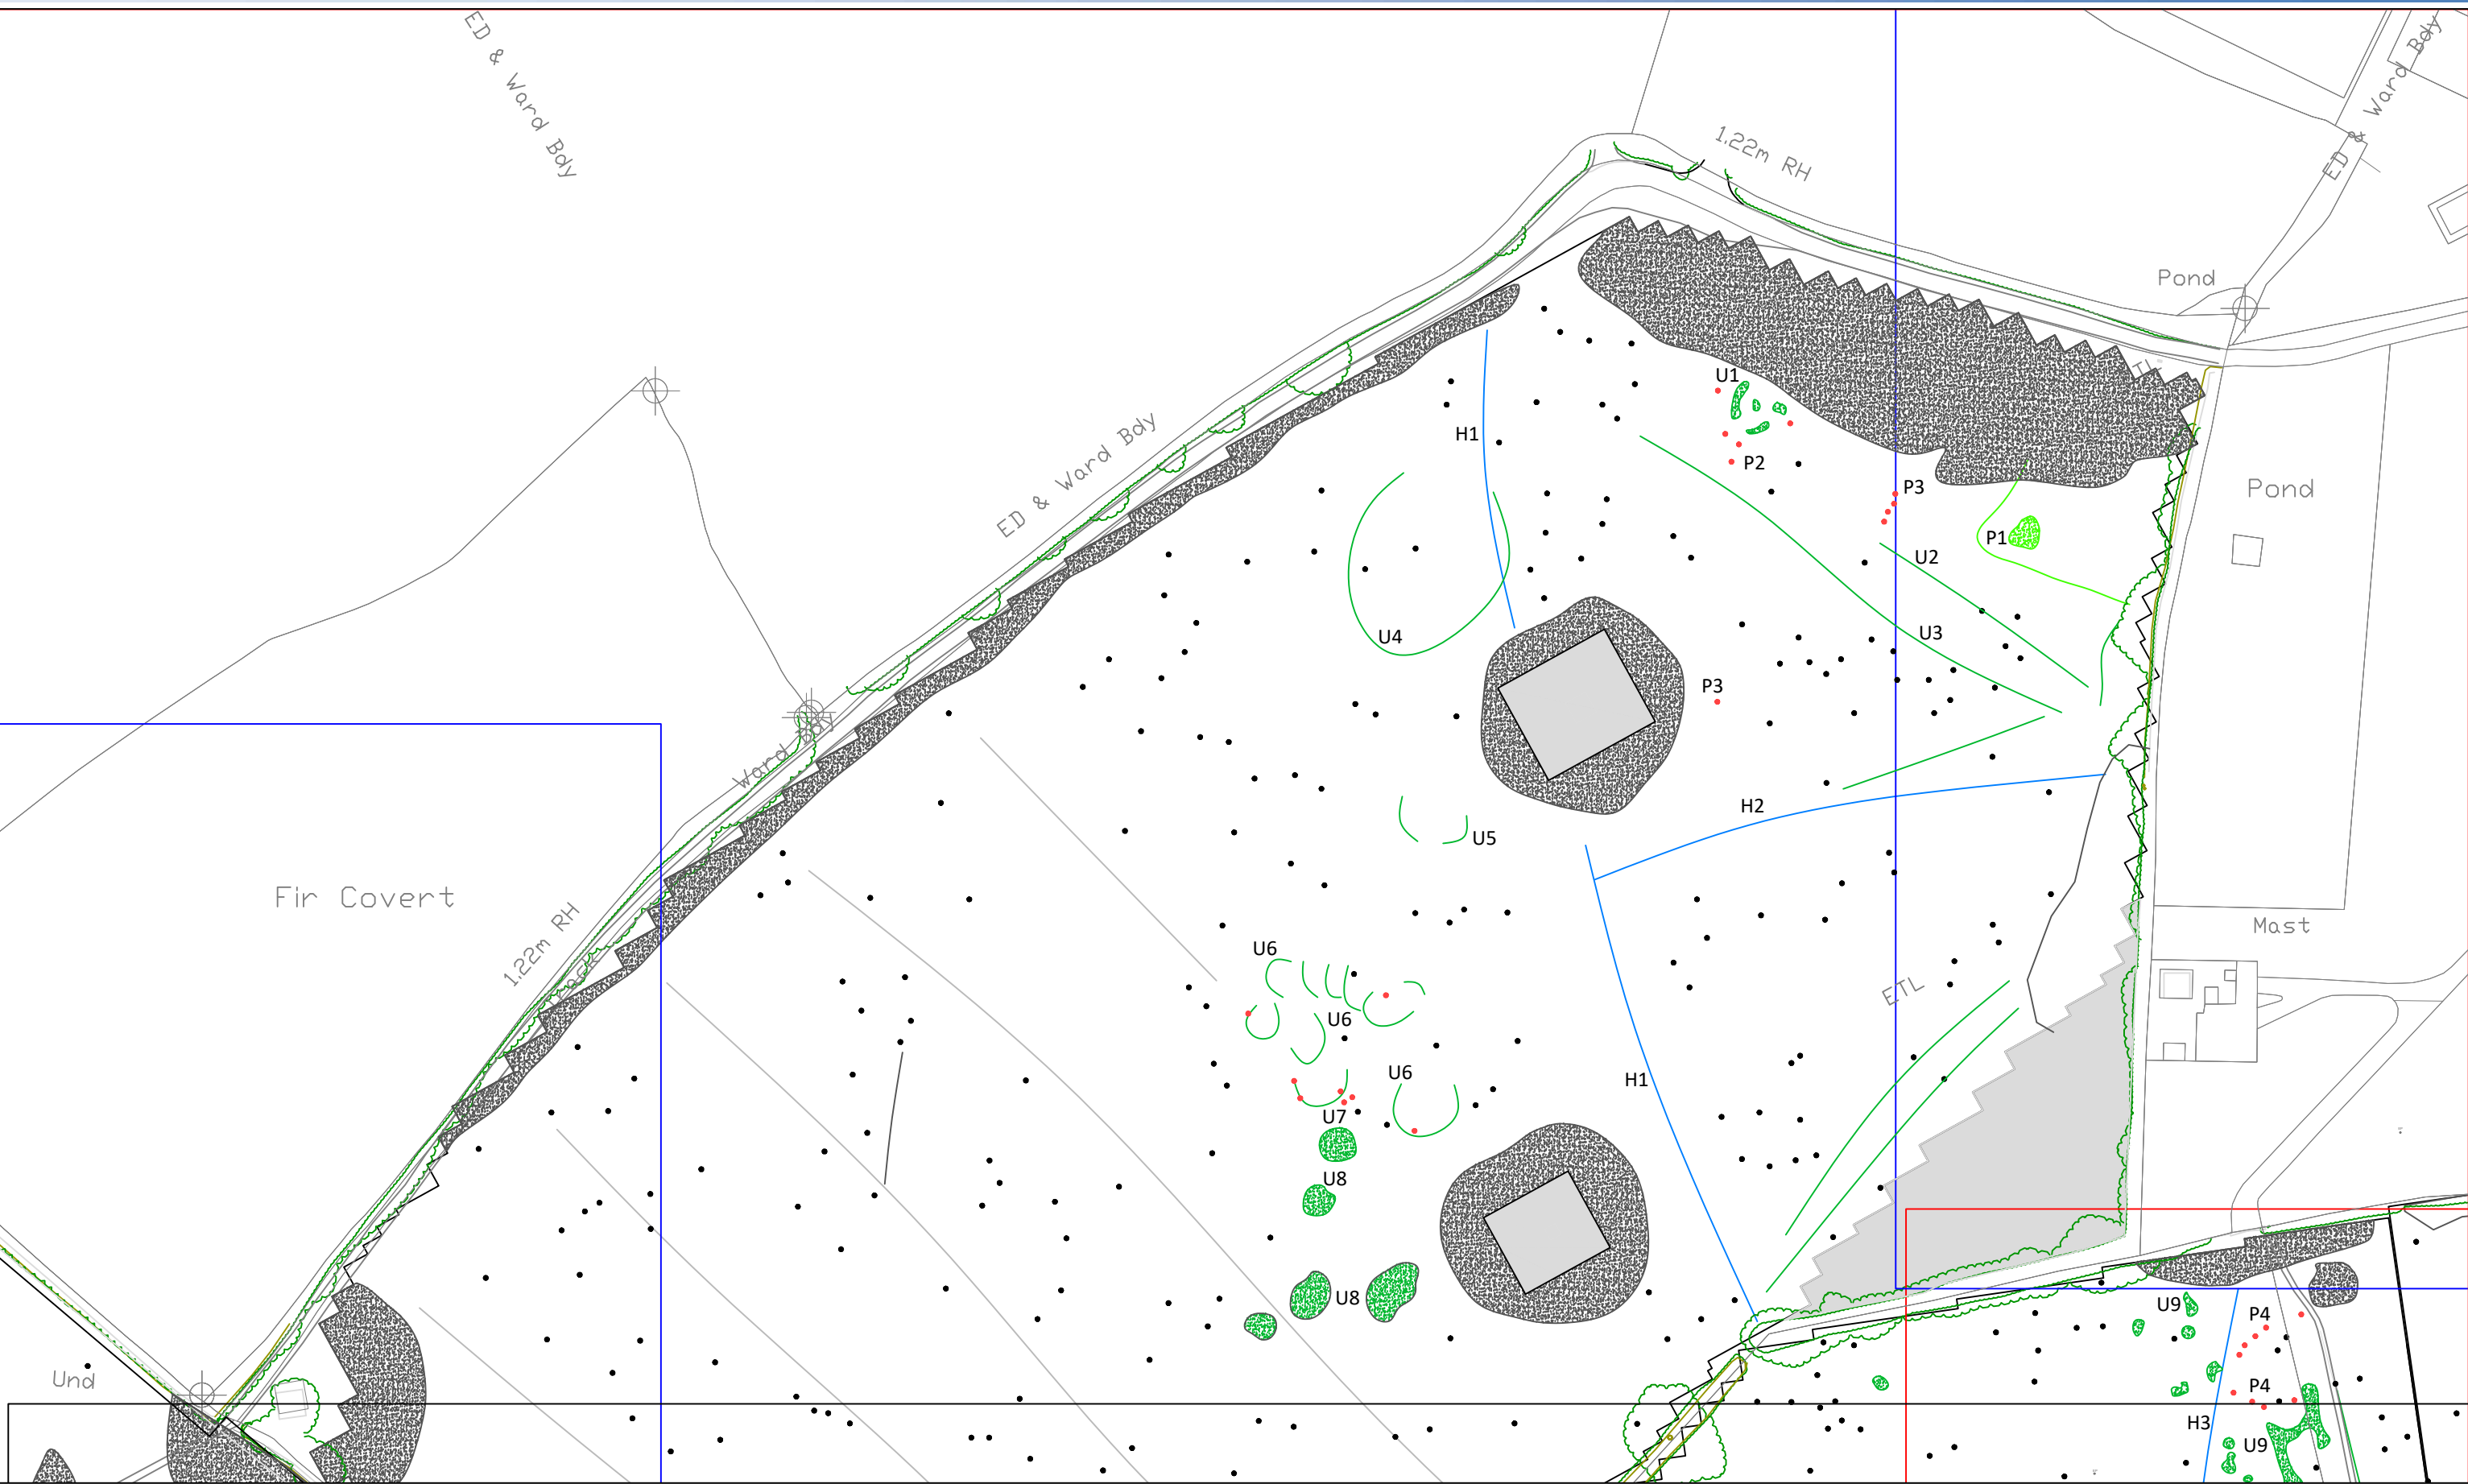 ED & Ward Bdy
ED & Ward Bdy
1.22m RH
Pond
U1
H1
ED & Ward Bdy
P2
P3
Pond
P1
U2
U4
U3
P3
Ward Bdy
H2
U5
Fir Covert
Mast
1.22m RH
U6
ETL
U6
U6
H1
U7
U8
U8
U9
P4
Und
P4
H3
U9